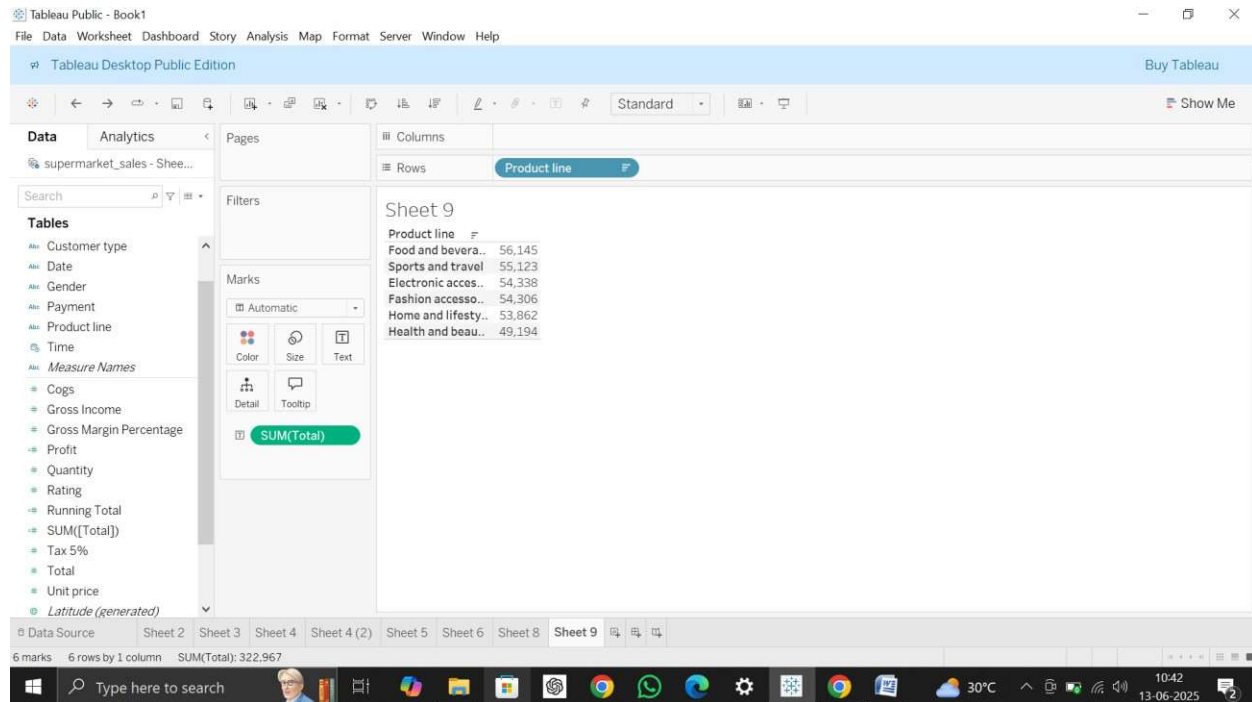 Tableau Public - Book1
File Data Worksheet Dashboard Story Analysis Map Format Server Window Help
Tableau Desktop Public Edition Buy Tableau
Standard Show Me
Data Analytics Pages Columns
supermarket_sales - Shee... Rows Product line
Search Filters
Sheet 9
Tables
Product line
Abc Customer type Food and bevera.. 56,145
Abc Date Sports and travel 55,123
Abc Gender Marks Electronic acces.. 54,338
Abc Payment Automatic Fashion accesso.. 54,306
Abc Product line Home and lifesty.. 53,862
Time Health and beau.. 49,194
Abc Measure Names Color Size Text
Cogs
Gross Income Detail Tooltip
Gross Margin Percentage SUM(Total)
Profit
Quantity
Rating
Running Total
SUM([Total])
Tax 5%
Total
Unit price
Latitude (generated)
Data Source Sheet 2 Sheet 3 Sheet 4 Sheet 4 (2) Sheet 5 Sheet 6 Sheet 8 Sheet 9
6 marks 6 rows by 1 column SUM(Total): 322,967
Type here to search 30°C 10:42
13-06-2025 2